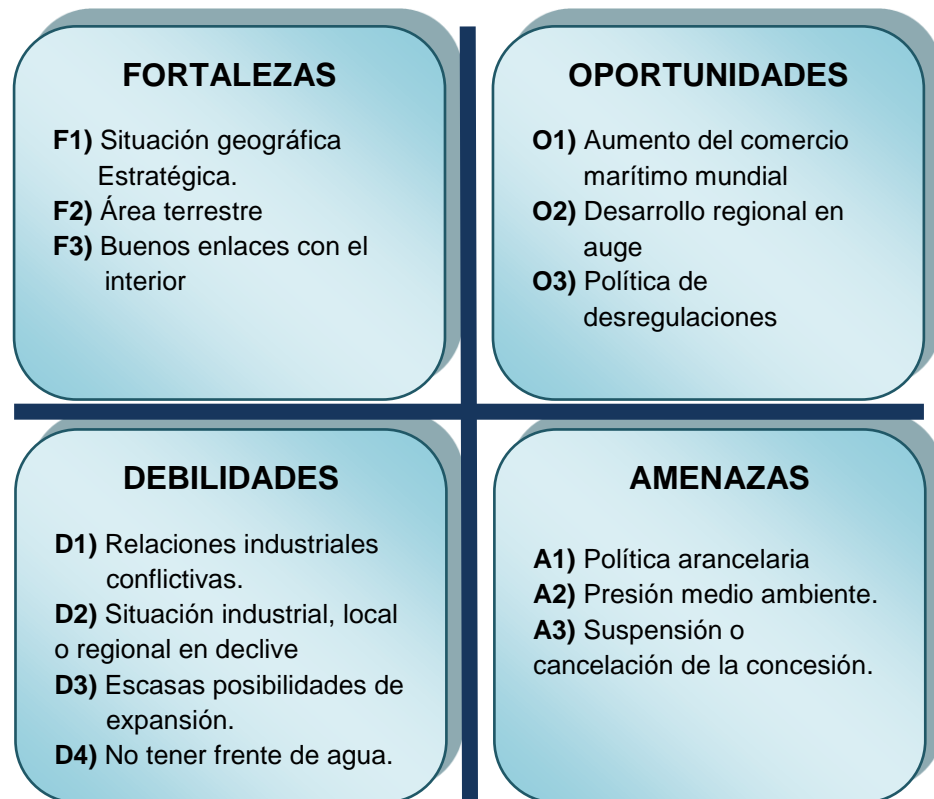 FORTALEZAS
F1) Situación geográfica
Estratégica.
F2) Área terrestre
F3) Buenos enlaces con el
interior
OPORTUNIDADES
O1) Aumento del comercio
marítimo mundial
O2) Desarrollo regional en
auge
O3) Política de
desregulaciones
DEBILIDADES
D1) Relaciones industriales
conflictivas.
D2) Situación industrial, local
o regional en declive
D3) Escasas posibilidades de
expansión.
D4) No tener frente de agua.
AMENAZAS
A1) Política arancelaria
A2) Presión medio ambiente.
A3) Suspensión o
cancelación de la concesión.